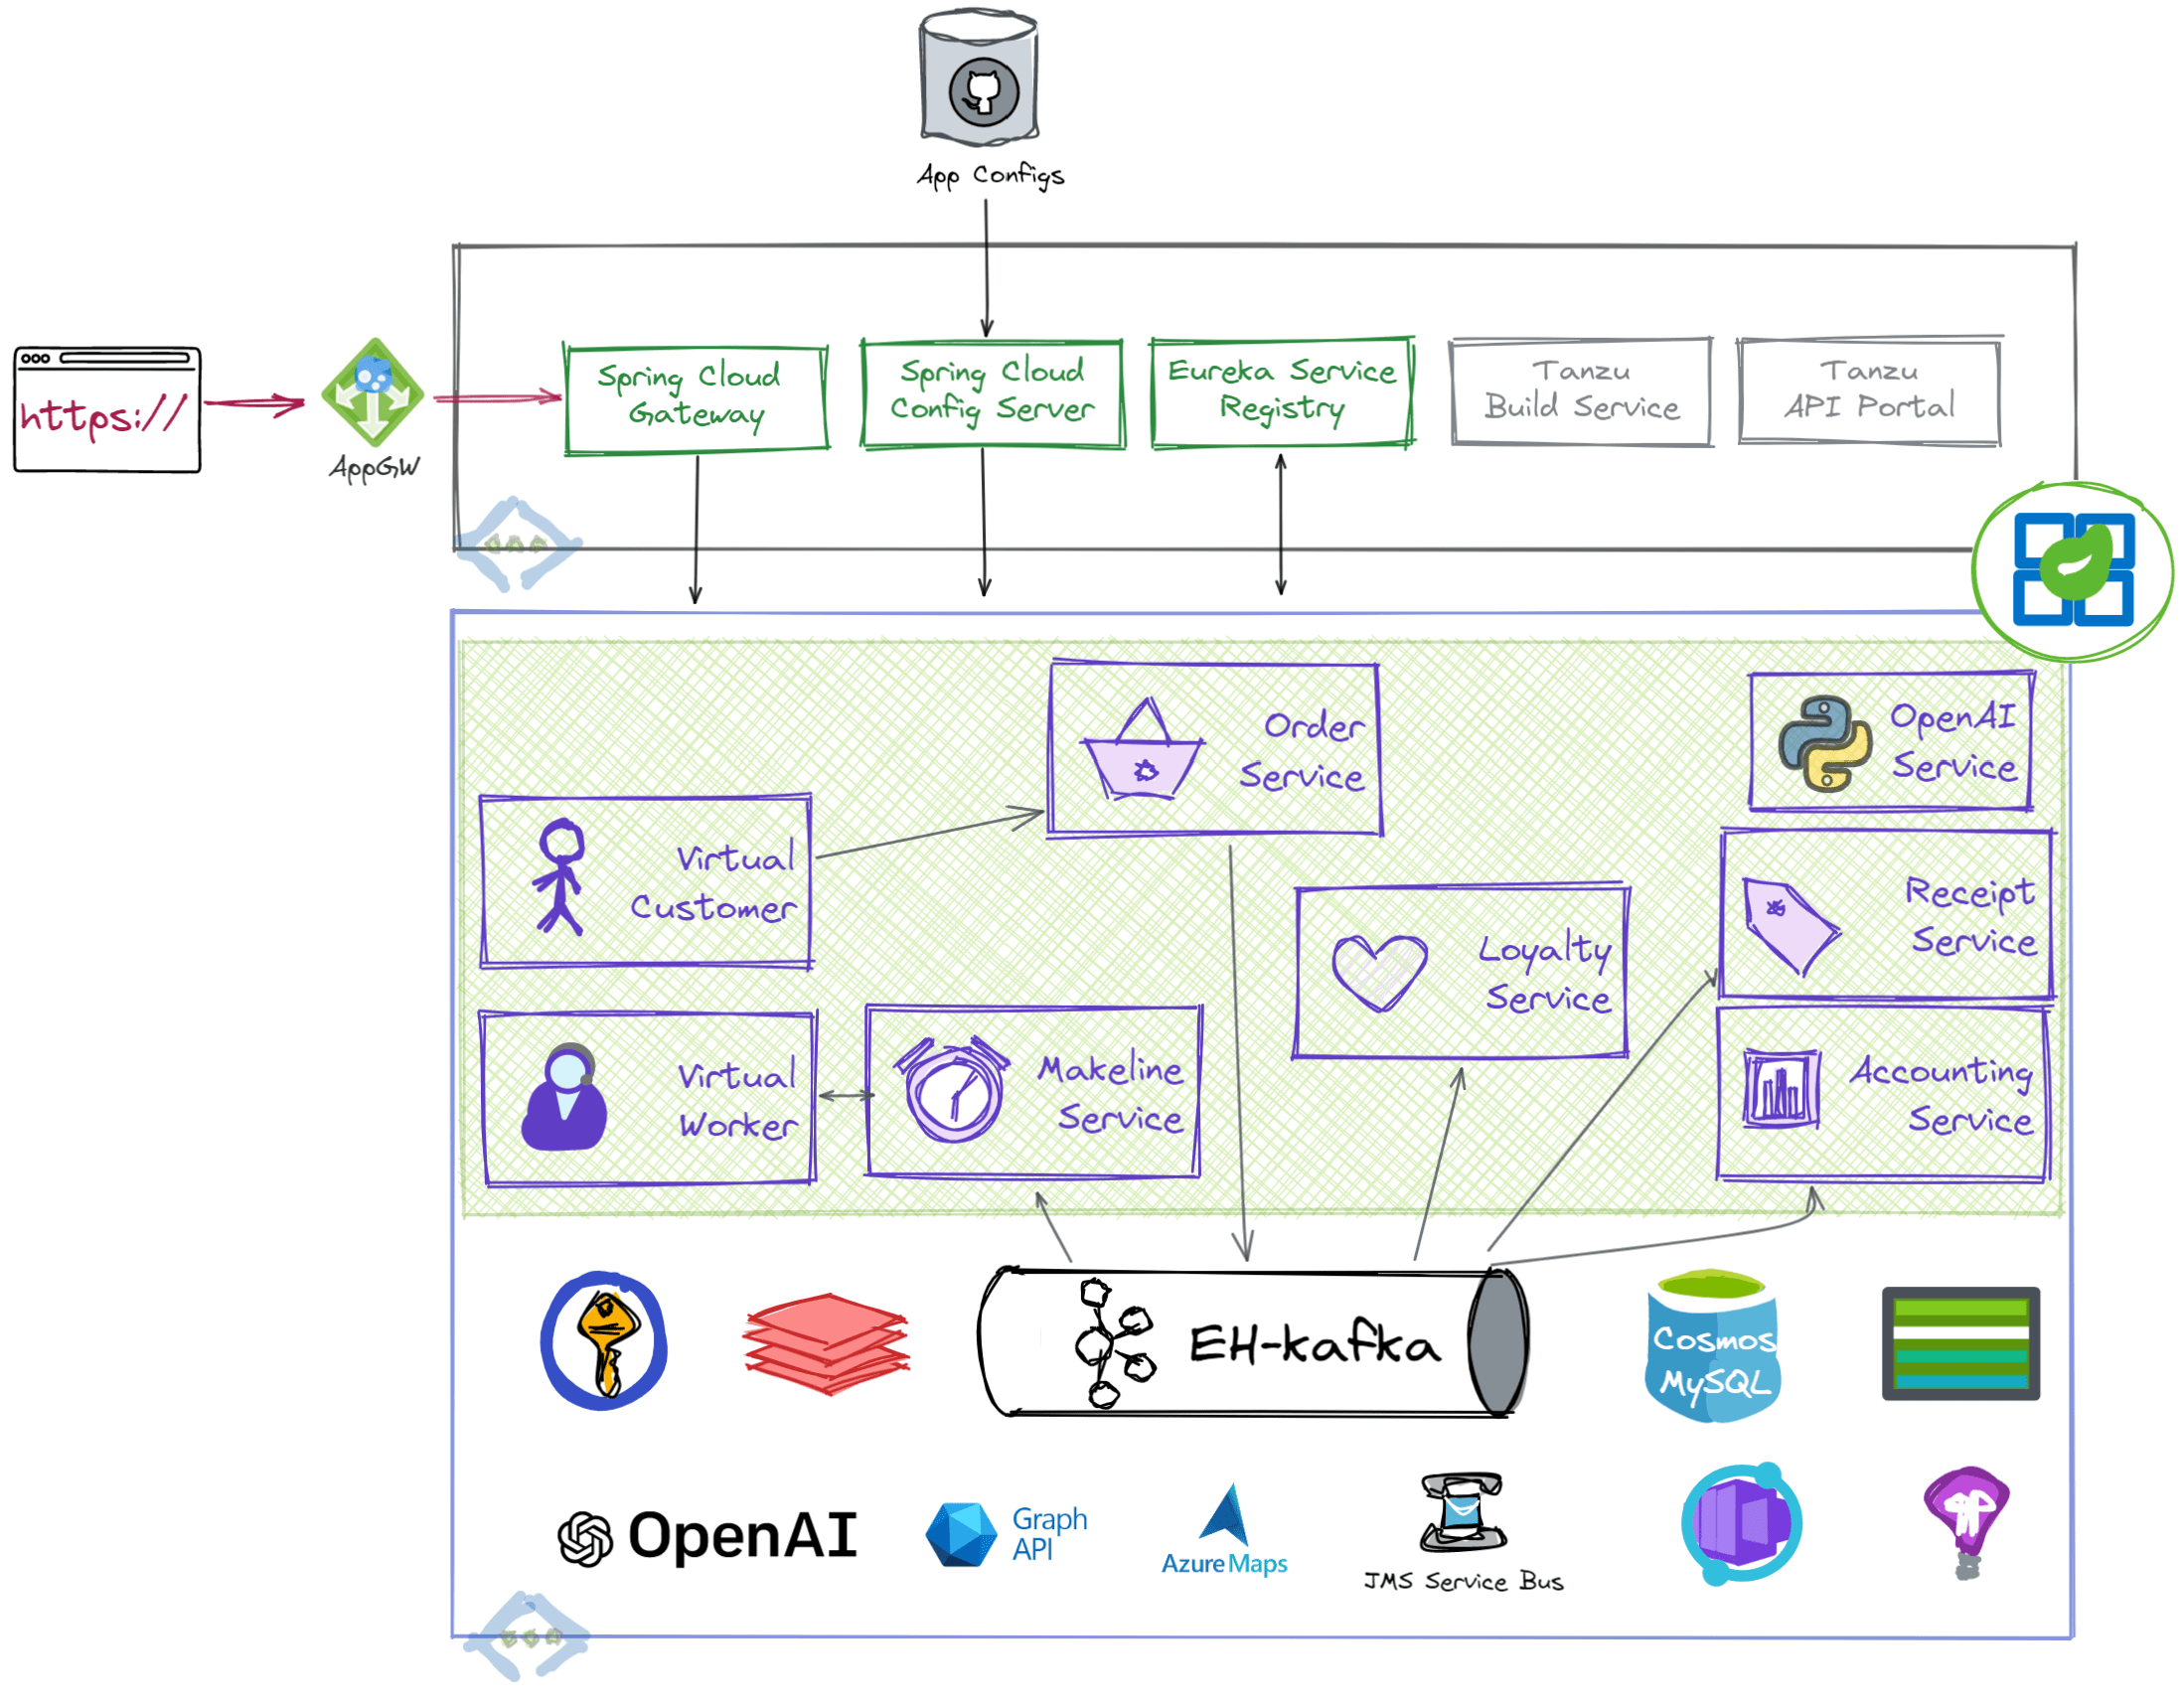 App Configs
https://
AppGW
Spring Cloud
Gateway
Spring Cloud
Config Server
Eureka Service
Registry
Tanzu
Build Service
Tanzu
API Portal
Order
Service
OpenAI
Service
Virtual
Customer
Receipt
Service
Loyalty
Service
Virtual
Worker
Makeline
Service
Accounting
Service
EH-kafka
Cosmos
MySQL
OpenAI
Graph
API
Azure Maps
JMS Service Bus